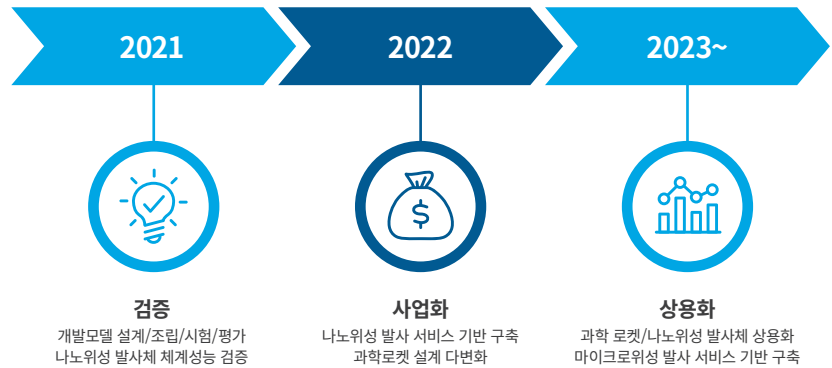 2021
2022
2023~
$
검증
개발모델 설계/조립/시험/평가
나노위성 발사체 체계성능 검증
사업화
나노위성 발사 서비스 기반 구축
과학로켓 설계 다변화
상용화
과학 로켓/나노위성 발사체 상용화
마이크로위성 발사 서비스 기반 구축